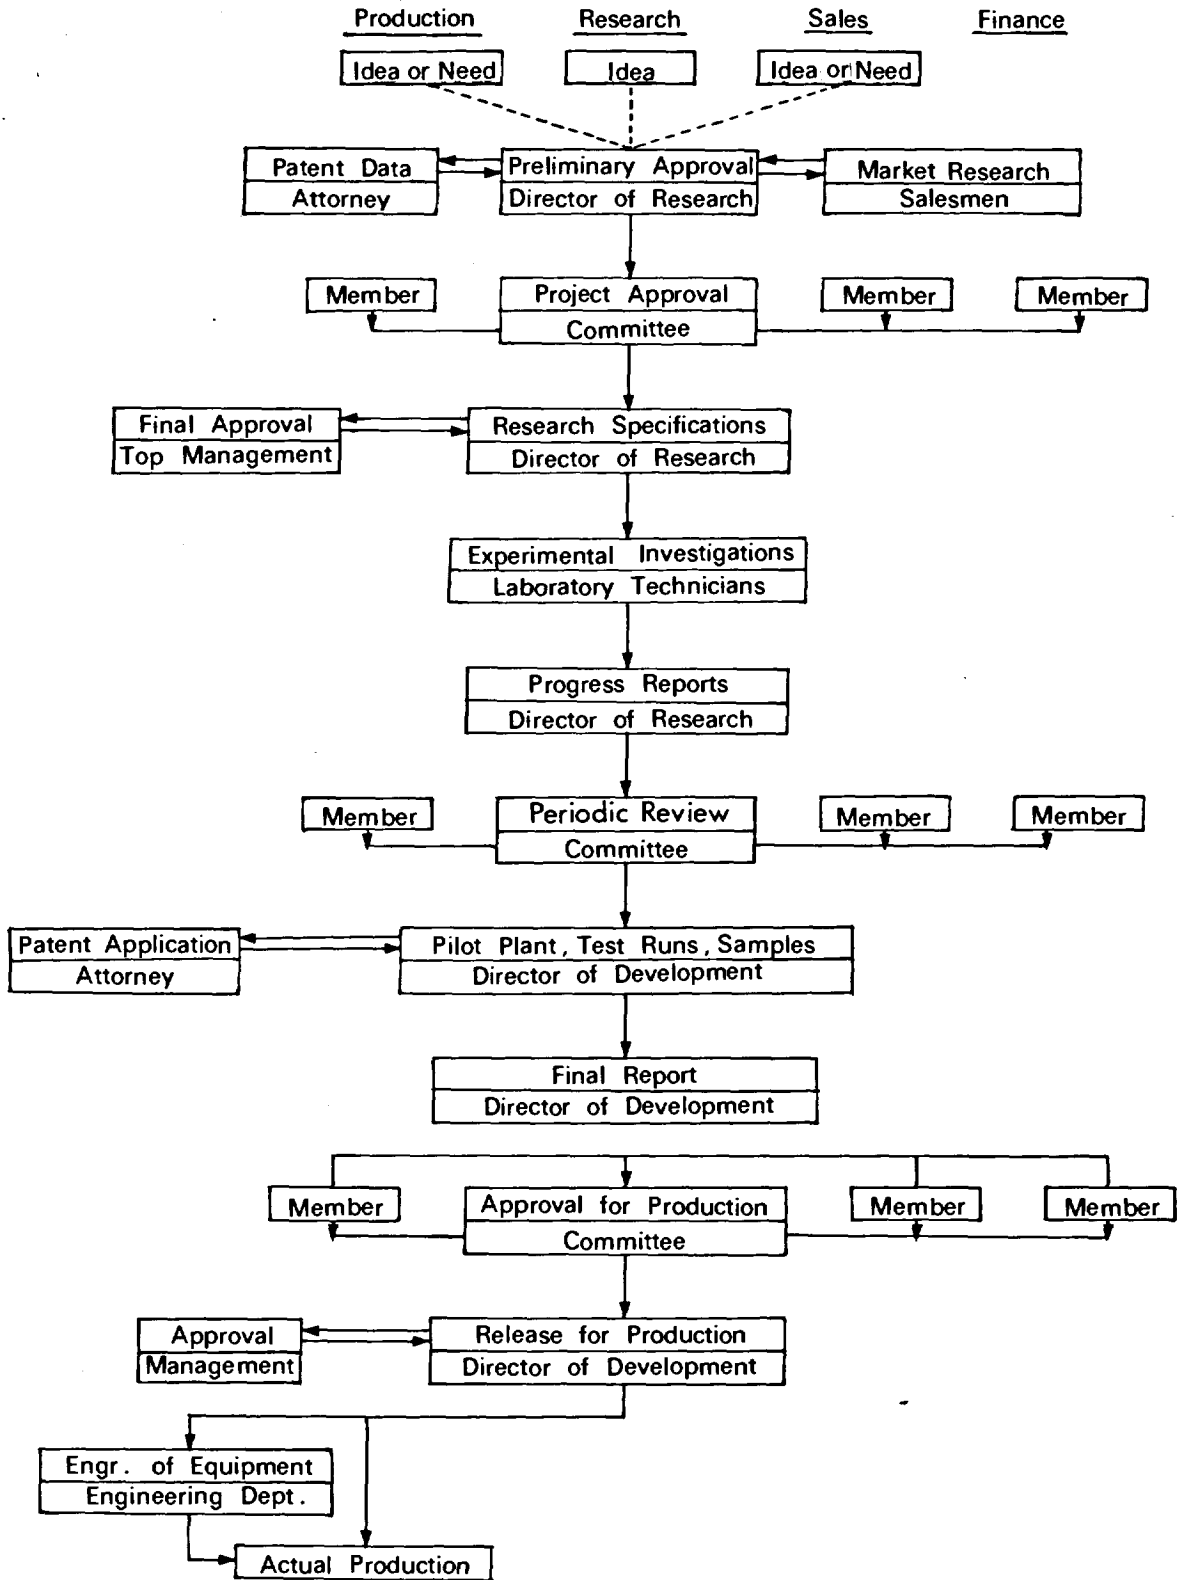 Production
Research
Sales
Finance
Idea or Need
Idea
Idea or Need
Patent Data
Attorney
Preliminary Approval
Director of Research
Market Research
Salesmen
Member
Project Approval
Committee
Member
Member
Final Approval
Top Management
Research Specifications
Director of Research
Experimental Investigations
Laboratory Technicians
Progress Reports
Director of Research
Member
Periodic Review
Committee
Member
Member
Patent Application
Attorney
Pilot Plant, Test Runs, Samples
Director of Development
Final Report
Director of Development
Member
Approval for Production
Committee
Member
Member
Approval
Management
Release for Production
Director of Development
Engr. of Equipment
Engineering Dept.
Actual Production